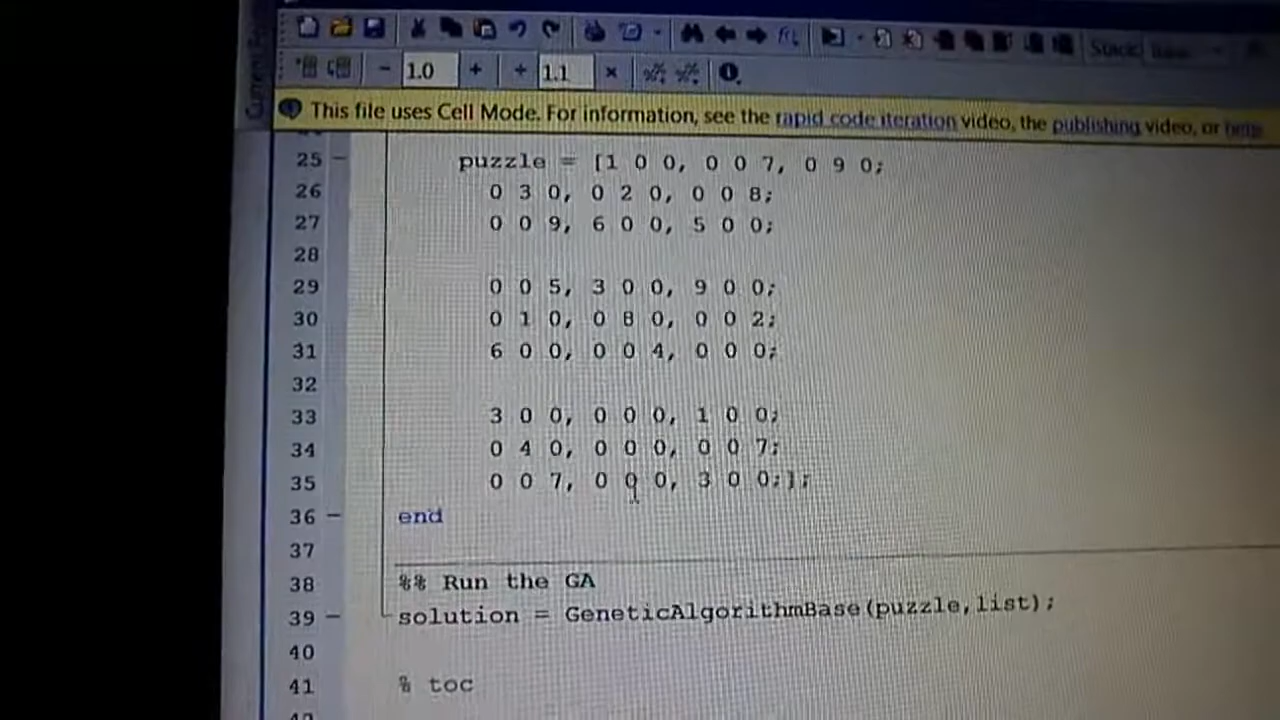 Stack:
1.0
1.1
This file uses Cell Mode. For information, see the rapid code iteration video, the publishing video, or help.
25 – puzzle = [1 0 0, 0 0 7, 0 9 0;
26 0 3 0, 0 2 0, 0 0 8;
27 0 0 9, 6 0 0, 5 0 0;
28
29 0 0 5, 3 0 0, 9 0 0;
30 0 1 0, 0 8 0, 0 0 2;
31 6 0 0, 0 0 4, 0 0 0;
32
33 3 0 0, 0 0 0, 1 0 0;
34 0 4 0, 0 0 0, 0 0 7;
35 0 0 7, 0 0 0, 3 0 0;];
36 – end
37
38 %% Run the GA
39 – solution = GeneticAlgorithmBase(puzzle,list);
40
41 % toc